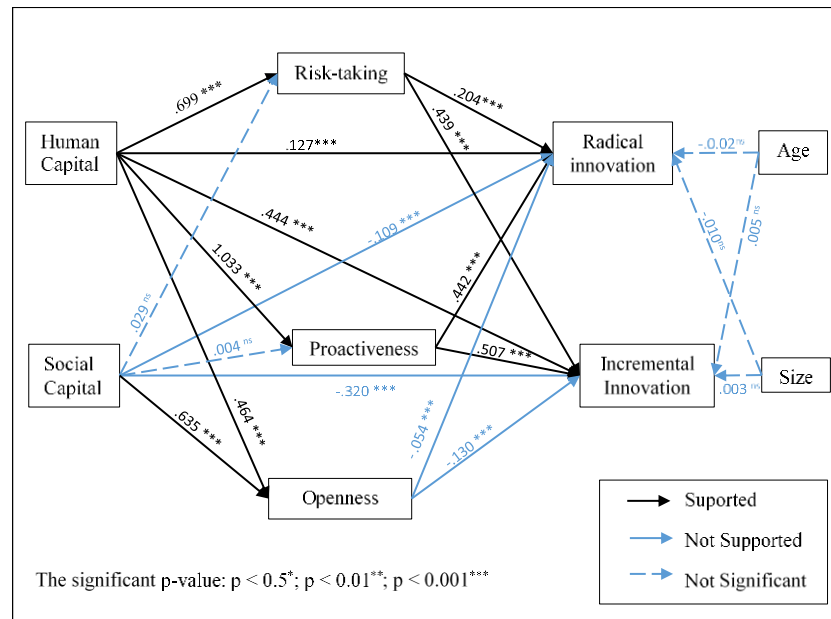 Risk-taking
.699 ***
.204***
.439 ***
Human
Capital
.127***
Radical
innovation
-.0.02 ns
Age
.444 ***
-.109 ***
-.010 ns
.005 ns
1.033 ***
.442 ***
.029 ns
Social
Capital
.004 ns
Proactiveness
.507 ***
Incremental
Innovation
Size
-.320 ***
.003 ns
.635 ***
.464 ***
-.054 ***
-.130 ***
Openness
Suported
Not Supported
Not Significant
The significant p-value: p < 0.5*; p < 0.01**; p < 0.001***